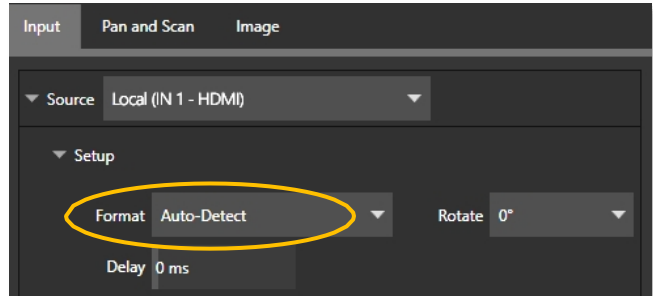 Input Pan and Scan Image
Source Local (IN 1 - HDMI)
Setup
Format Auto-Detect Rotate 0°
Delay 0 ms